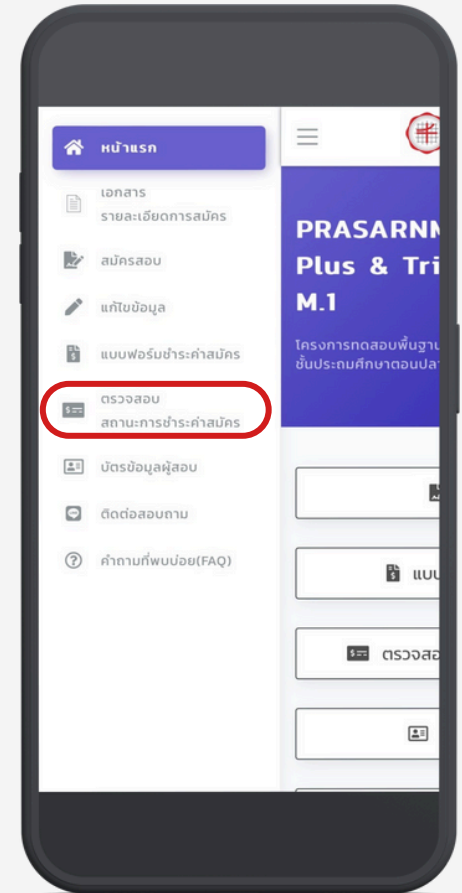 หน้าแรก
เอกสาร
รายละเอียดการสมัคร
สมัครสอบ
แก้ไขข้อมูล
แบบฟอร์มชำระค่าสมัคร
ตรวจสอบ
สถานะการชำระค่าสมัคร
บัตรข้อมูลผู้สอบ
ติดต่อสอบถาม
คำถามที่พบบ่อย(FAQ)
PRASARNM
Plus & Tri
M.1
โครงการทดสอบพื้นฐาน
ชั้นประถมศึกษาตอนปลา
แบบ
ตรวจสอ